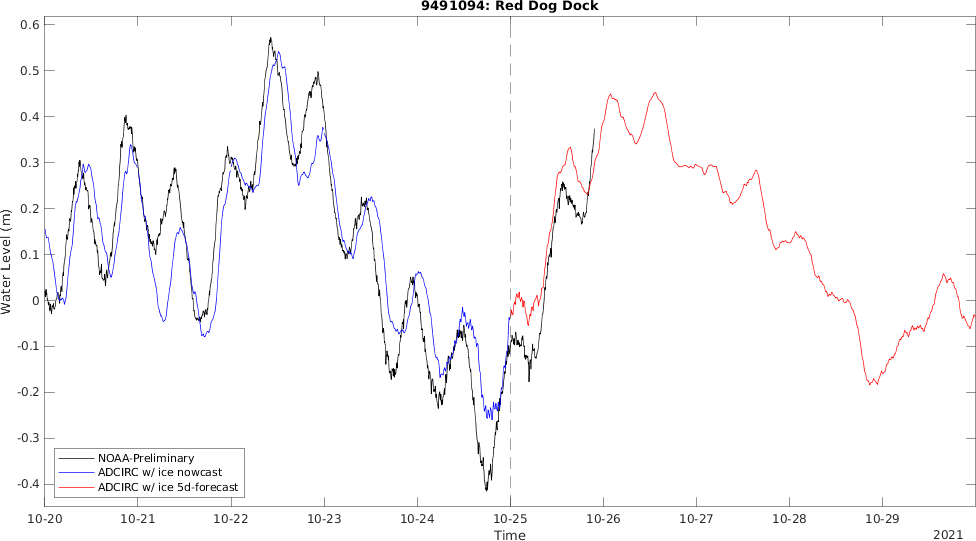 9491094: Red Dog Dock
0.6
0.5
0.4
0.3
0.2
0.1
0
-0.1
-0.2
-0.3
-0.4
Water Level (m)
NOAA-Preliminary
ADCIRC w/ ice nowcast
ADCIRC w/ ice 5d-forecast
10-20 10-21 10-22 10-23 10-24 10-25 10-26 10-27 10-28 10-29
Time
2021